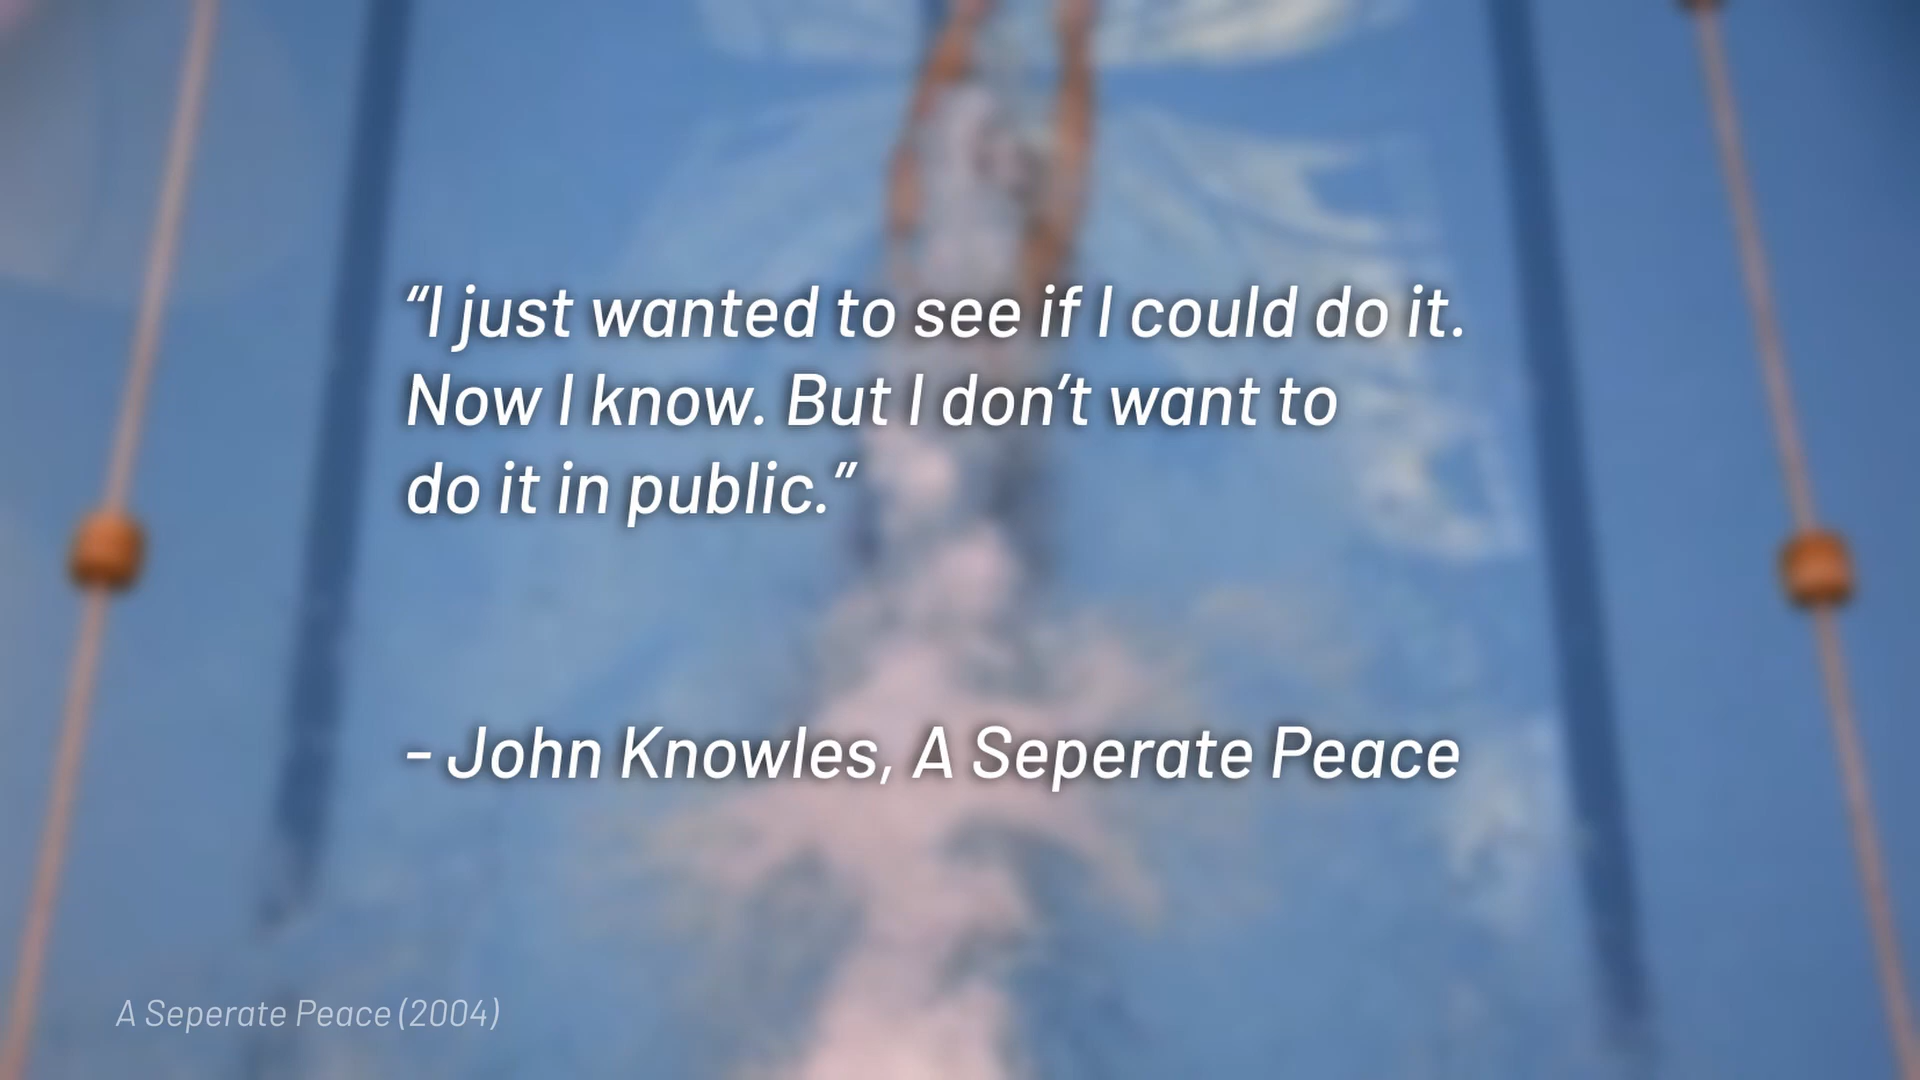 “I just wanted to see if I could do it.
Now I know. But I don’t want to
do it in public.”
- John Knowles, A Seperate Peace
A Seperate Peace (2004)